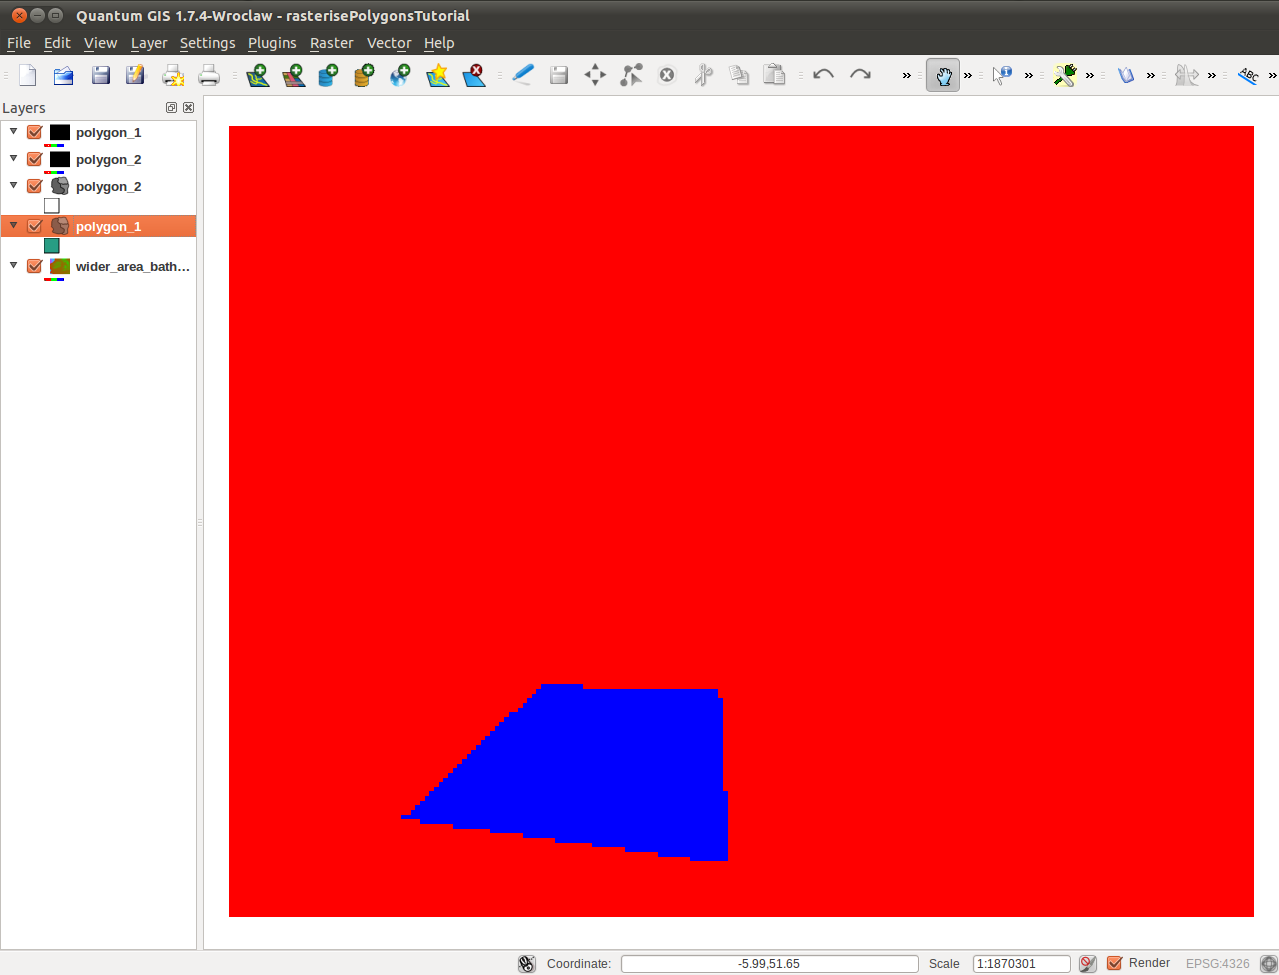 Quantum GIS 1.7.4-Wroclaw - rasterisePolygonsTutorial
File Edit View Layer Settings Plugins Raster Vector Help
ABC
Layers
polygon_1
polygon_2
polygon_2
polygon_1
wider_area_bath...
Coordinate: -5.99,51.65 Scale 1:1870301 Render EPSG:4326